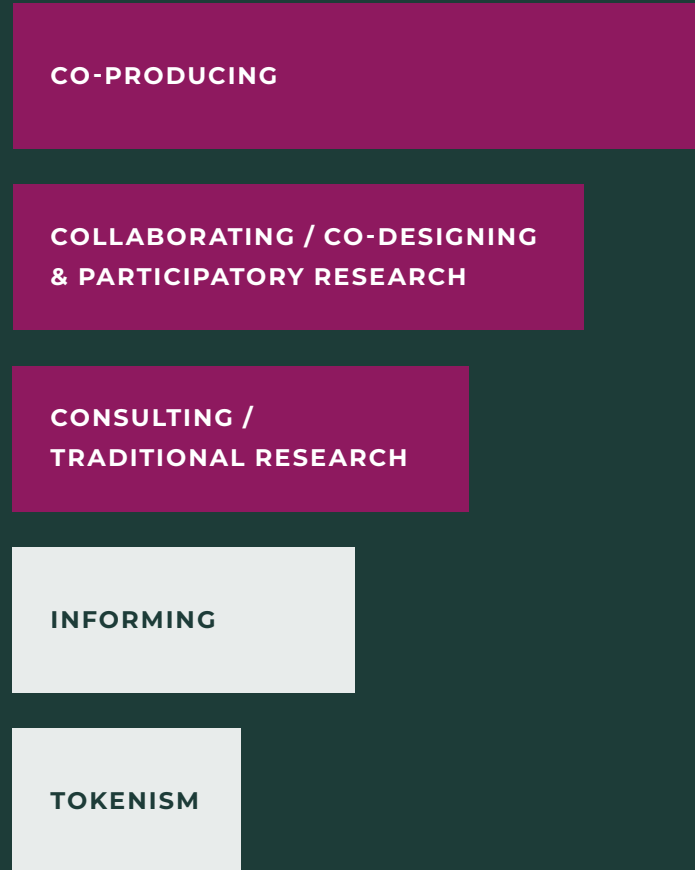 CO-PRODUCING
COLLABORATING / CO-DESIGNING
& PARTICIPATORY RESEARCH
CONSULTING /
TRADITIONAL RESEARCH
INFORMING
TOKENISM